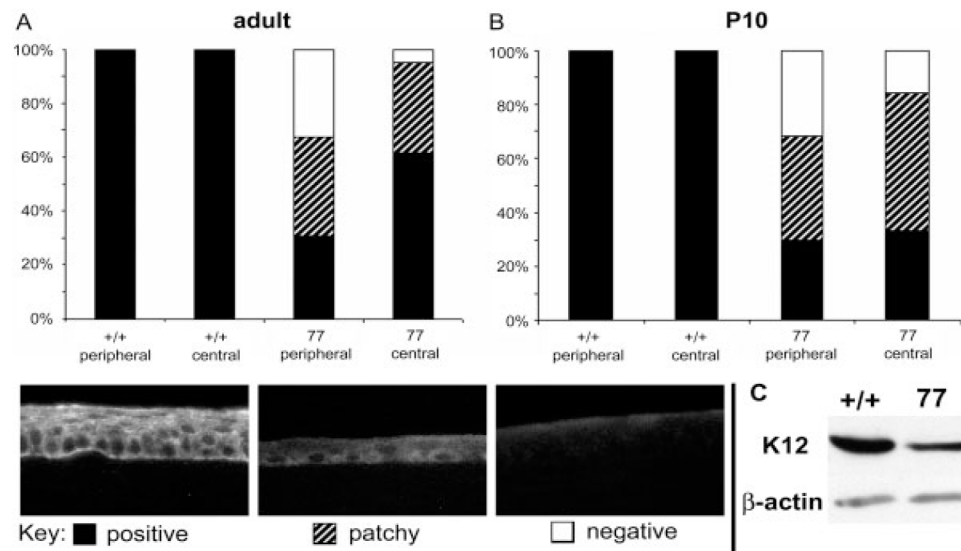 A adult
100%
80%
60%
40%
20%
0%
+/+ peripheral
+/+ central
77 peripheral
77 central
B P10
100%
80%
60%
40%
20%
0%
+/+ peripheral
+/+ central
77 peripheral
77 central
Key: positive patchy negative
C
+/+ 77
K12
β-actin